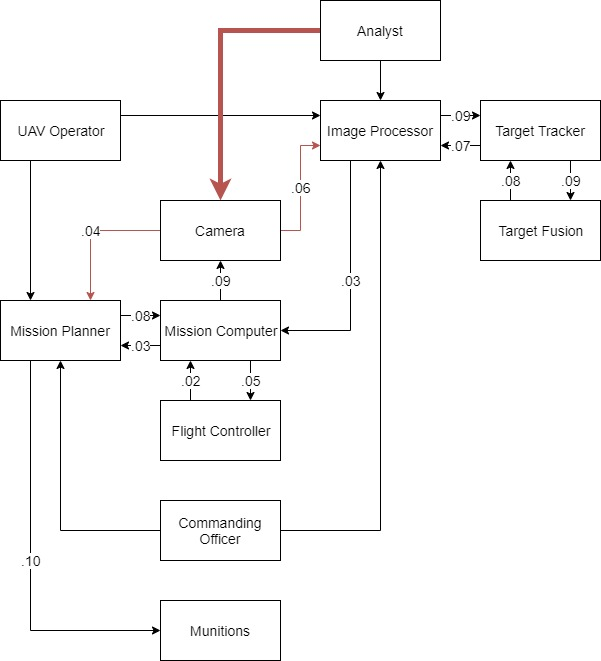 Analyst
UAV Operator
Image Processor
.09
.07
Target Tracker
.08
.09
.06
Camera
Target Fusion
.04
.09
.03
Mission Planner
.08
.03
Mission Computer
.02
.05
Flight Controller
Commanding
Officer
.10
Munitions